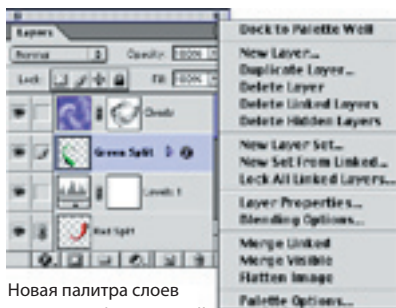 Layers
Normal
Opacity: 100%
Lock:
Fill: 100%
Clouds
Green Split
Levels 1
Red Split
Новая палитра слоев
Dock to Palette Well
New Layer...
Duplicate Layer...
Delete Layer
Delete Linked Layers
Delete Hidden Layers
New Layer Set...
New Set From Linked...
Lock All Linked Layers...
Layer Properties...
Blending Options...
Merge Linked
Merge Visible
Flatten Image
Palette Options...